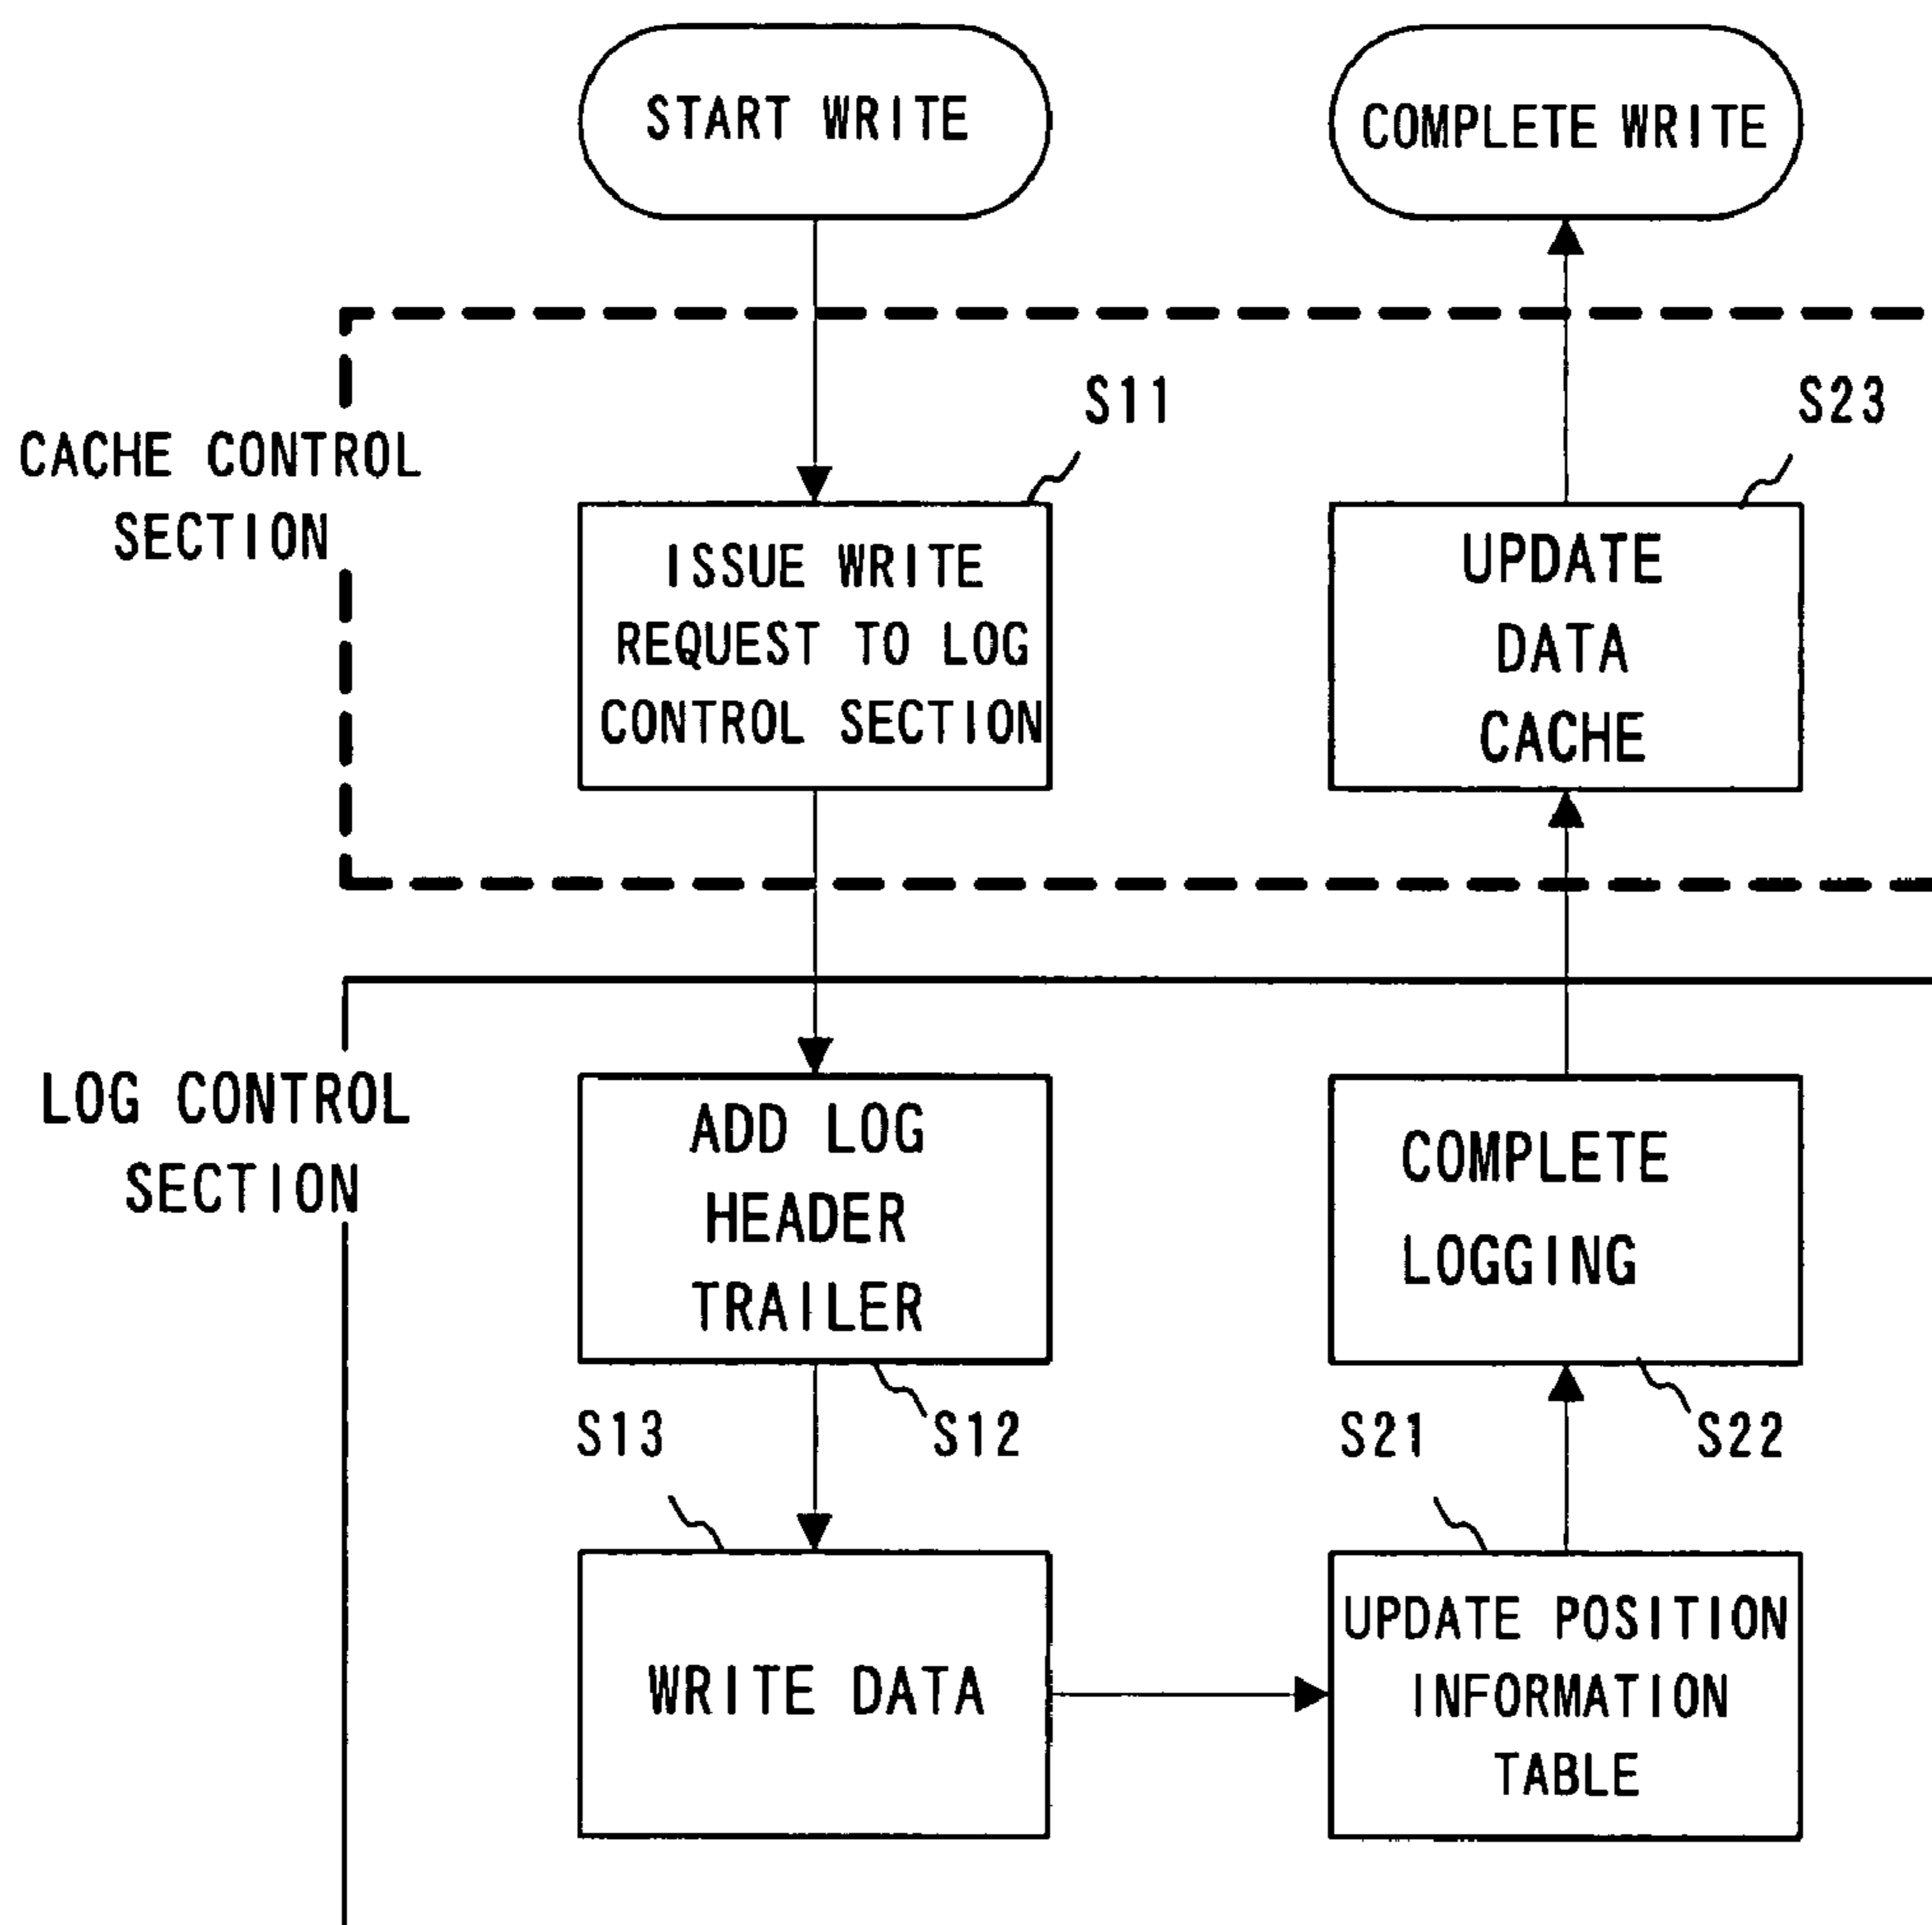 START WRITE
COMPLETE WRITE
S11
S23
CACHE CONTROL
SECTION
ISSUE WRITE
REQUEST TO LOG
CONTROL SECTION
UPDATE
DATA
CACHE
LOG CONTROL
SECTION
ADD LOG
HEADER
TRAILER
COMPLETE
LOGGING
S13
S12
S21
S22
WRITE DATA
UPDATE POSITION
INFORMATION
TABLE